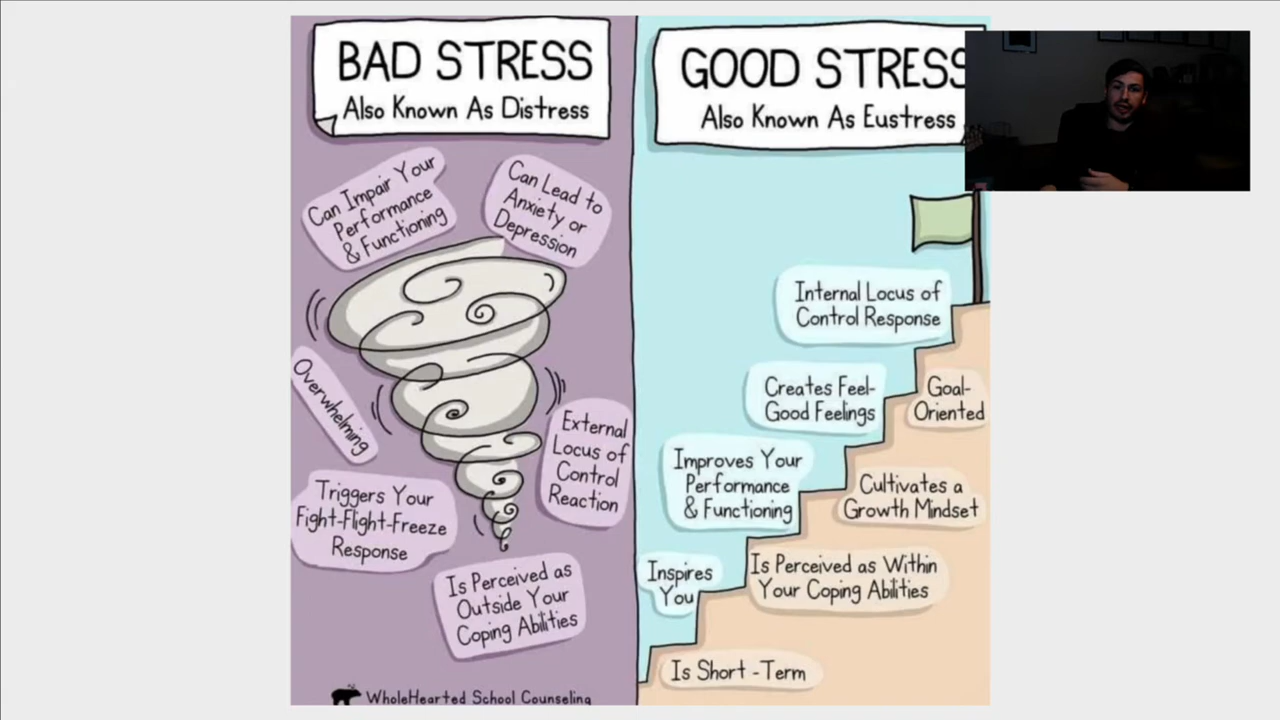 BAD STRESS
Also Known As Distress
Can Impair Your
Performance
& Functioning
Can Lead to
Anxiety or
Depression
Overwhelming
External
Locus of
Control
Reaction
Triggers Your
Fight-Flight-Freeze
Response
Is Perceived as
Outside Your
Coping Abilities
WholeHearted School Counseling
GOOD STRESS
Also Known As Eustress
Internal Locus of
Control Response
Creates Feel-
Good Feelings
Goal-
Oriented
Improves Your
Performance
& Functioning
Cultivates a
Growth Mindset
Inspires
You
Is Perceived as Within
Your Coping Abilities
Is Short-Term